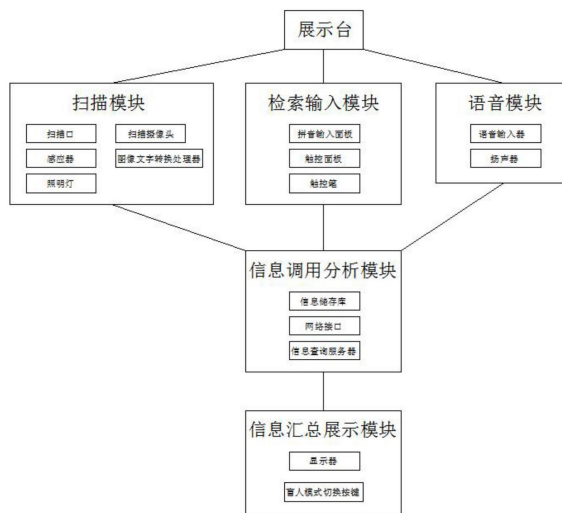 展示台
扫描模块
扫描口
扫描摄像头
感应器
图像文字转换处理器
照明灯
检索输入模块
拼音输入面板
触控面板
触控笔
语音模块
语音输入器
扬声器
信息调用分析模块
信息储存库
网络接口
信息查询服务器
信息汇总展示模块
显示器
盲人模式切换按键